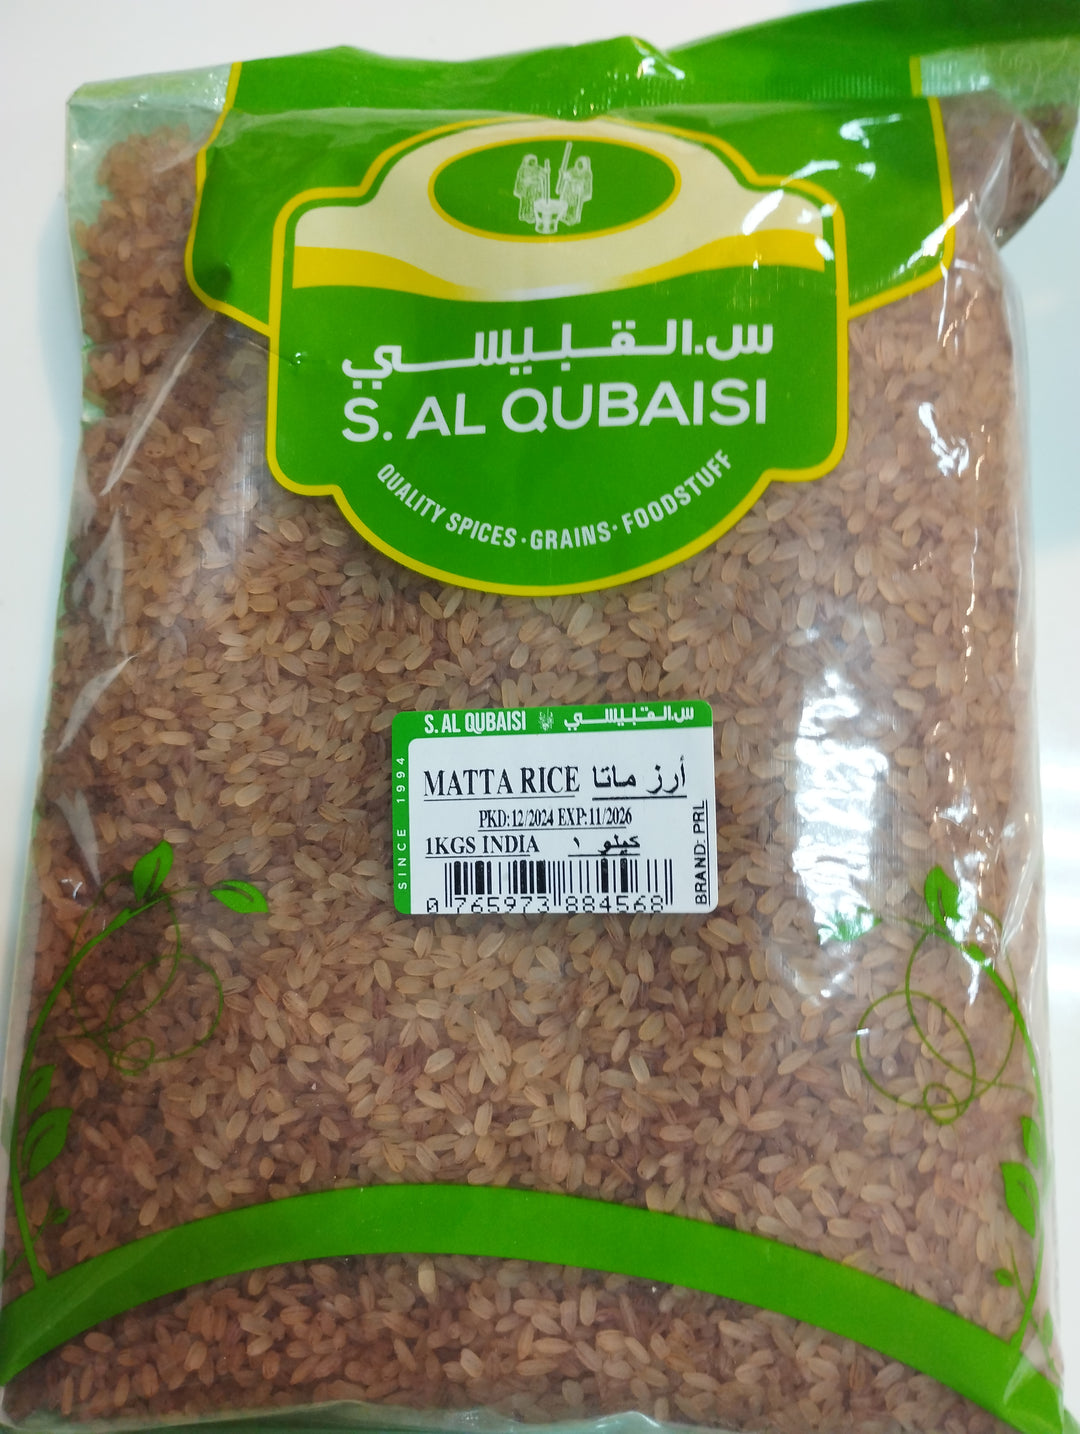 س.القبيسي
S. AL QUBAISI
QUALITY SPICES · GRAINS · FOODSTUFF
S. AL QUBAISI س.القبيسي
SINCE 1994
MATTA RICE أرز ماتا
PKD:12/2024 EXP:11/2026
1KGS INDIA كيلو ١
BRAND: PRL
0 765973 884568